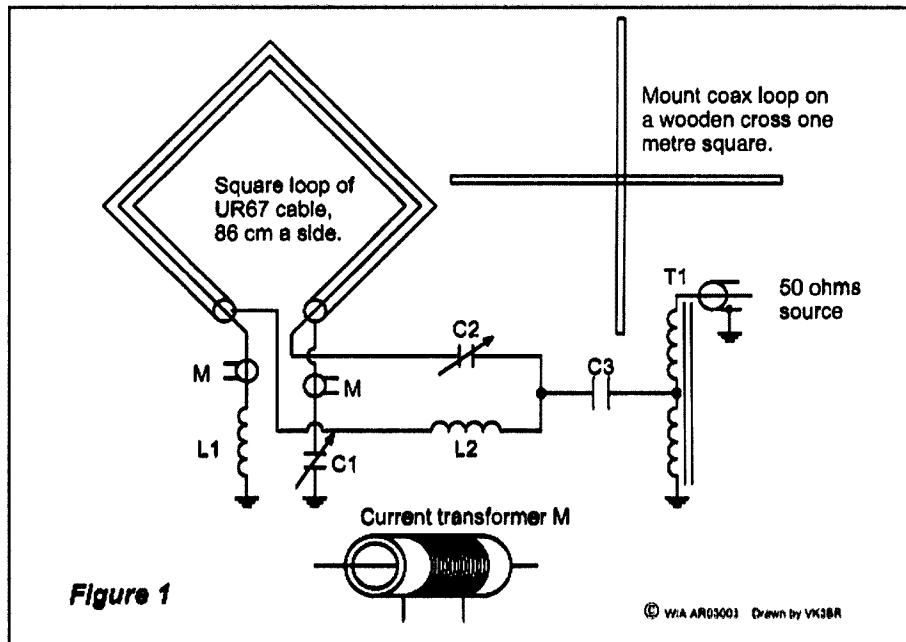 Mount coax loop on
a wooden cross one
metre square.
Square loop of
UR67 cable,
86 cm a side.
T1
50 ohms
source
C2
C3
M
M
L1
L2
C1
Current transformer M
Figure 1
© WIA AR03003 Drawn by VK3BR